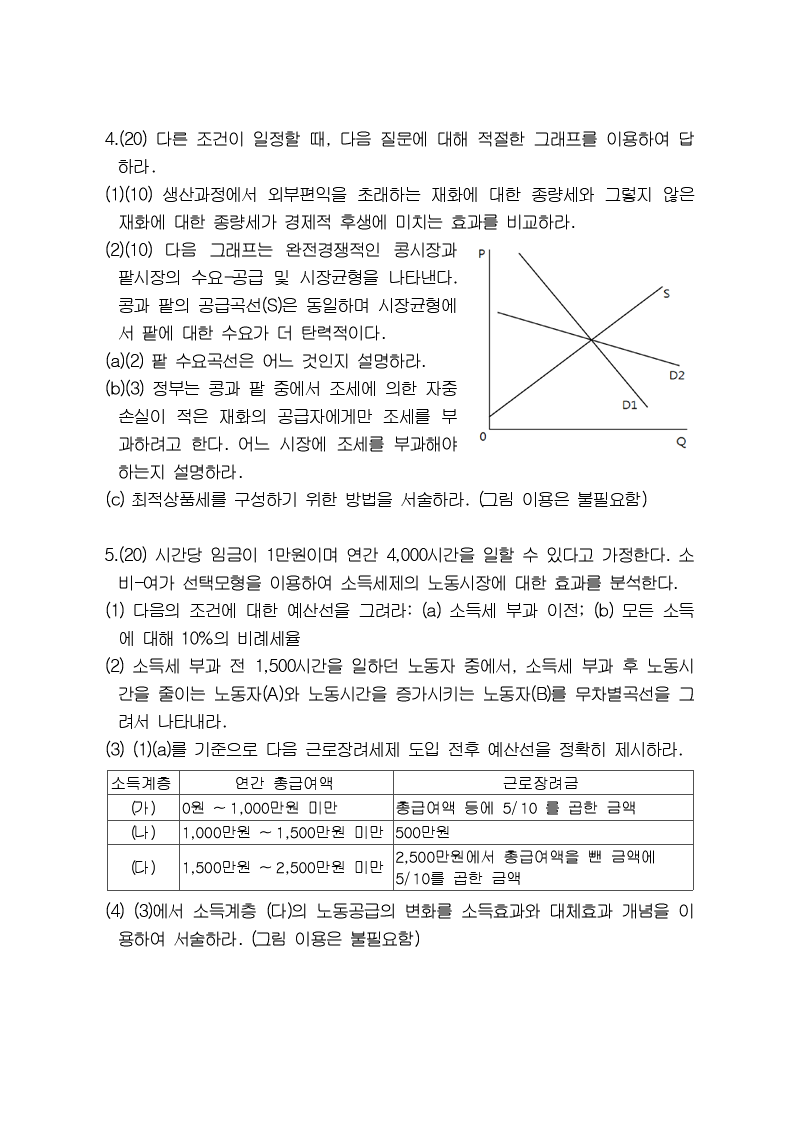 4.(20) 다른 조건이 일정할 때, 다음 질문에 대해 적절한 그래프를 이용하여 답
하라.
(1)(10) 생산과정에서 외부편익을 초래하는 재화에 대한 종량세와 그렇지 않은
재화에 대한 종량세가 경제적 후생에 미치는 효과를 비교하라.
(2)(10) 다음 그래프는 완전경쟁적인 콩시장과
팥시장의 수요-공급 및 시장균형을 나타낸다.
콩과 팥의 공급곡선(S)은 동일하며 시장균형에
서 팥에 대한 수요가 더 탄력적이다.
(a)(2) 팥 수요곡선은 어느 것인지 설명하라.
(b)(3) 정부는 콩과 팥 중에서 조세에 의한 자중
손실이 적은 재화의 공급자에게만 조세를 부
과하려고 한다. 어느 시장에 조세를 부과해야
하는지 설명하라.
P
S
D2
D1
0
Q
(c) 최적상품세를 구성하기 위한 방법을 서술하라. (그림 이용은 불필요함)
5.(20) 시간당 임금이 1만원이며 연간 4,000시간을 일할 수 있다고 가정한다. 소
비-여가 선택모형을 이용하여 소득세제의 노동시장에 대한 효과를 분석한다.
(1) 다음의 조건에 대한 예산선을 그려라: (a) 소득세 부과 이전; (b) 모든 소득
에 대해 10%의 비례세율
(2) 소득세 부과 전 1,500시간을 일하던 노동자 중에서, 소득세 부과 후 노동시
간을 줄이는 노동자(A)와 노동시간을 증가시키는 노동자(B)를 무차별곡선을 그
려서 나타내라.
(3) (1)(a)를 기준으로 다음 근로장려세제 도입 전후 예산선을 정확히 제시하라.
소득계층 연간 총급여액 근로장려금
(가) 0원 ~ 1,000만원 미만 총급여액 등에 5/10 를 곱한 금액
(나) 1,000만원 ~ 1,500만원 미만 500만원
(다) 1,500만원 ~ 2,500만원 미만 2,500만원에서 총급여액을 뺀 금액에
5/10를 곱한 금액
(4) (3)에서 소득계층 (다)의 노동공급의 변화를 소득효과와 대체효과 개념을 이
용하여 서술하라. (그림 이용은 불필요함)